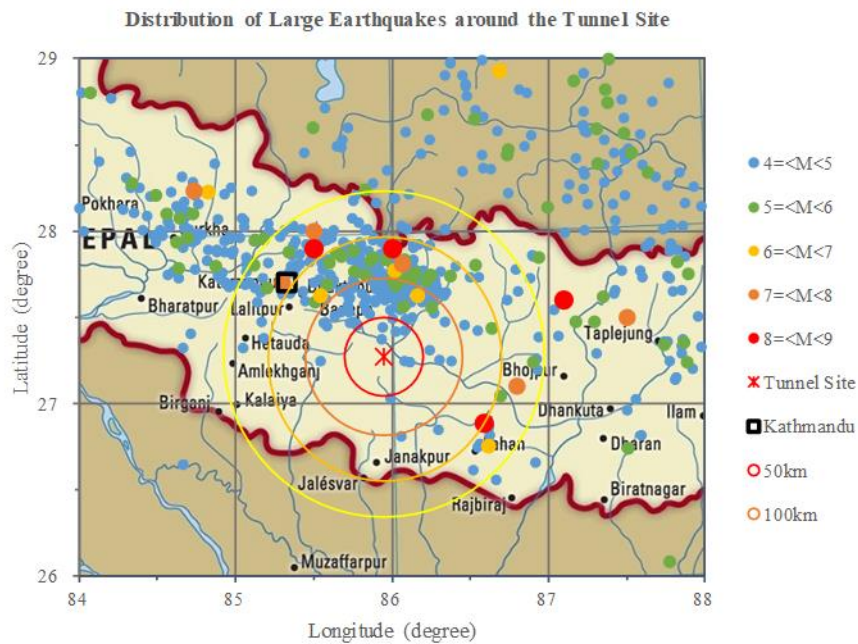 Distribution of Large Earthquakes around the Tunnel Site
29
28
27
26
84
85
86
87
88
Latitude (degree)
Longitude (degree)
Pokhara
EPAL
Bharatpur
Lalitpur
Hetauda
Amlekhganj
Birganj
Kalaiya
Janakpur
Jalésvar
Rajbiraj
Muzaffarpur
Taplejung
Bhojpur
Dhankuta
Ilam
Dharan
Biratnagar
4=<M<5
5=<M<6
6=<M<7
7=<M<8
8=<M<9
Tunnel Site
Kathmandu
50km
100km